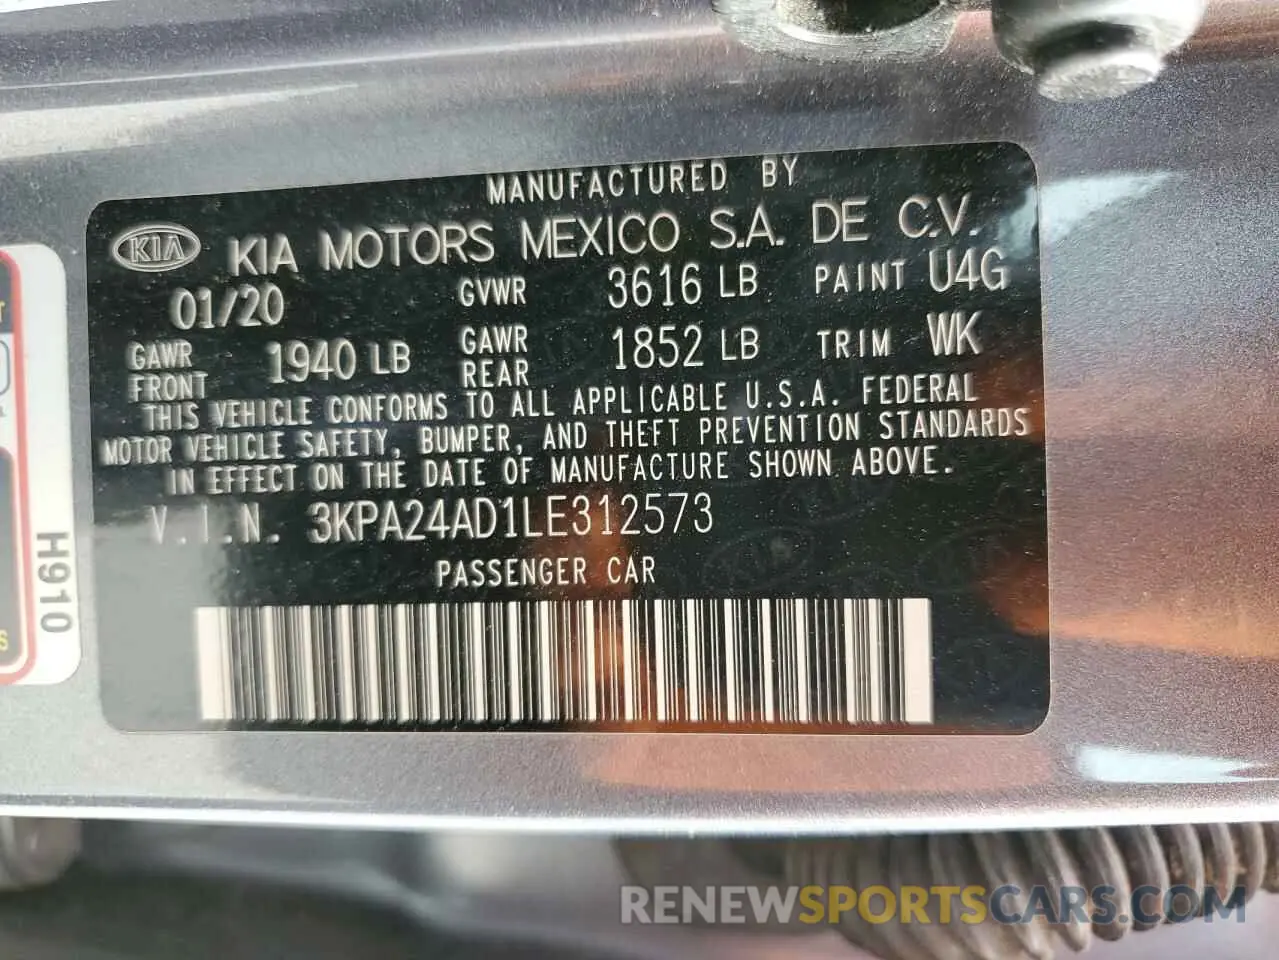 MANUFACTURED BY
KIA KIA MOTORS MEXICO S.A. DE C.V.
01/20 GVWR 3616 LB PAINT U4G
GAWR FRONT 1940 LB GAWR REAR 1852 LB TRIM WK
THIS VEHICLE CONFORMS TO ALL APPLICABLE U.S.A. FEDERAL
MOTOR VEHICLE SAFETY, BUMPER, AND THEFT PREVENTION STANDARDS
IN EFFECT ON THE DATE OF MANUFACTURE SHOWN ABOVE.
V.I.N. 3KPA24AD1LE312573
PASSENGER CAR
H910
RENEWSPORTSCARS.COM